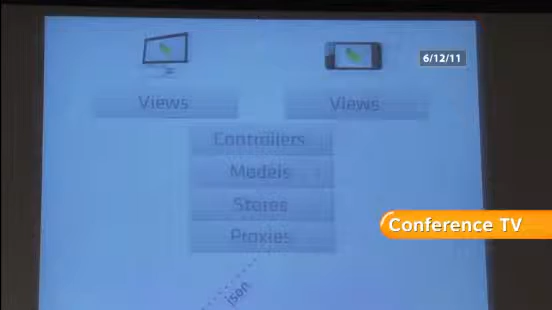 6/12/11
Views
Views
Controllers
Models
Stores
Proxies
Conference TV
json